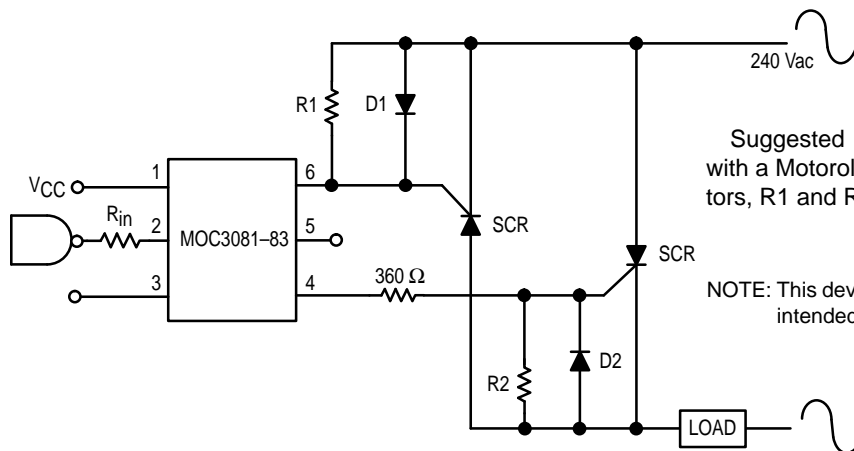 240 Vac
R1
D1
Suggested
with a Motorol
tors, R1 and R
VCC
1
6
Rin
2
MOC3081–83
5
SCR
3
4
360 Ω
SCR
NOTE: This dev
intended
R2
D2
LOAD